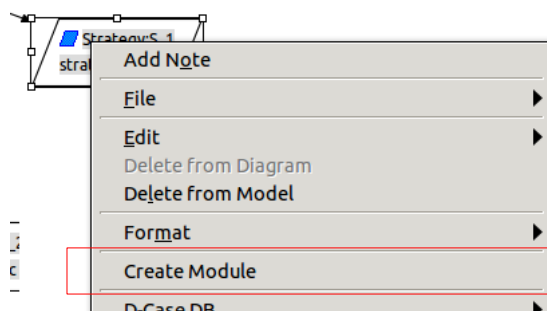 Strategy:S_1
strat
Add Note
File
Edit
Delete from Diagram
Delete from Model
Format
Create Module
D-Case DB